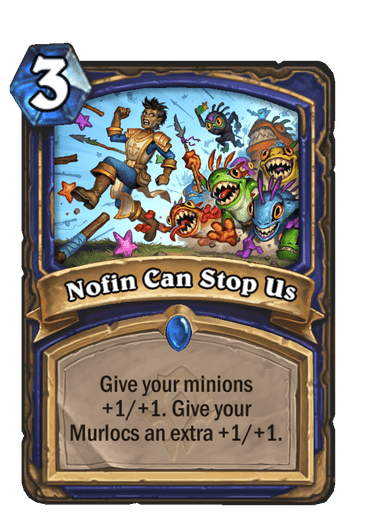 3
Nofin Can Stop Us
Give your minions
+1/+1. Give your
Murlocs an extra +1/+1.